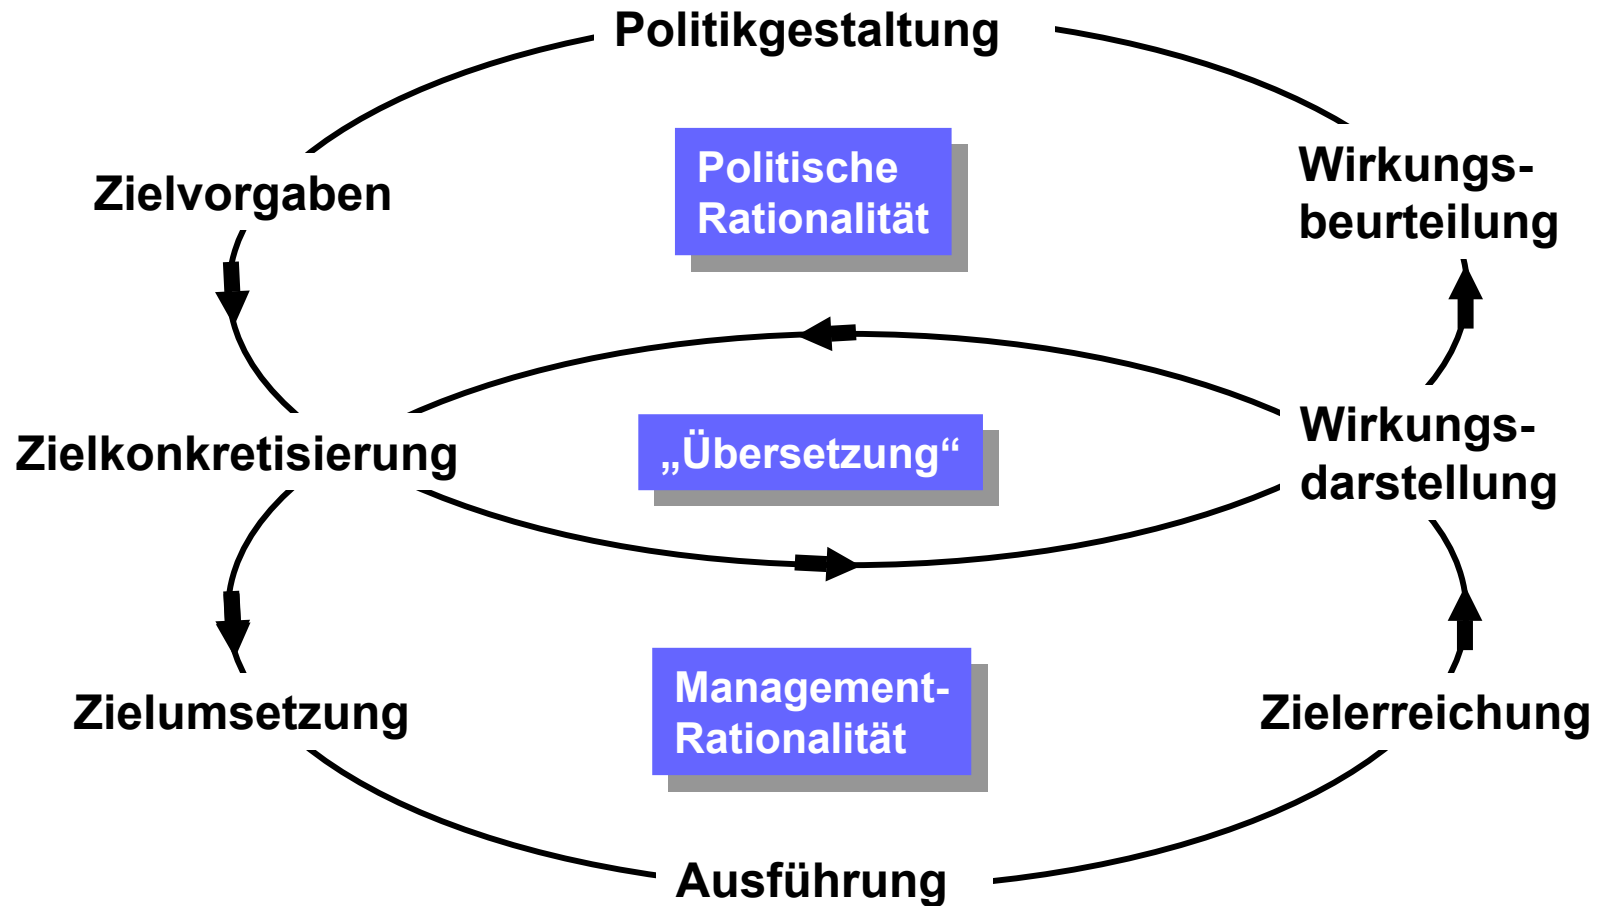 Politikgestaltung
Politische
Rationalität
Wirkungs-
beurteilung
Zielvorgaben
Zielkonkretisierung
„Übersetzung“
Wirkungs-
darstellung
Zielumsetzung
Management-
Rationalität
Zielerreichung
Ausführung